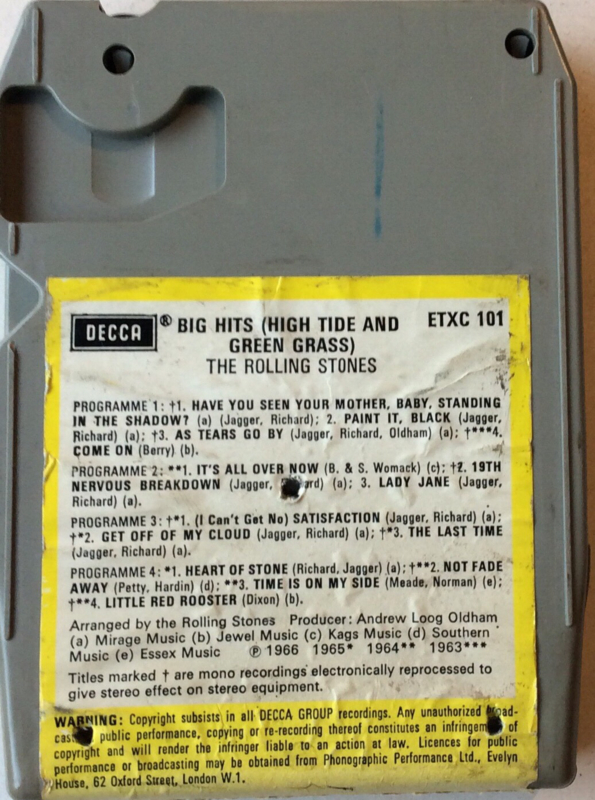 DECCA ® BIG HITS (HIGH TIDE AND ETXC 101
GREEN GRASS)
THE ROLLING STONES
PROGRAMME 1: †1. HAVE YOU SEEN YOUR MOTHER, BABY, STANDING
IN THE SHADOW? (a) (Jagger, Richard); 2. PAINT IT, BLACK (Jagger,
Richard) (a); †3. AS TEARS GO BY (Jagger, Richard, Oldham) (a); †***4.
COME ON (Berry) (b).
PROGRAMME 2: **1. IT'S ALL OVER NOW (B. & S. Womack) (c); †2. 19TH
NERVOUS BREAKDOWN (Jagger, ard) (a); 3. LADY JANE (Jagger,
Richard) (a).
PROGRAMME 3: †*1. (I Can't Get No) SATISFACTION (Jagger, Richard) (a);
†*2. GET OFF OF MY CLOUD (Jagger, Richard) (a); †*3. THE LAST TIME
(Jagger, Richard) (a).
PROGRAMME 4: *1. HEART OF STONE (Richard, Jagger) (a); †**2. NOT FADE
AWAY (Petty, Hardin) (d); **3. TIME IS ON MY SIDE (Meade, Norman) (e);
†**4. LITTLE RED ROOSTER (Dixon) (b).
Arranged by the Rolling Stones Producer: Andrew Loog Oldham
(a) Mirage Music (b) Jewel Music (c) Kags Music (d) Southern
Music (e) Essex Music ℗ 1966 1965* 1964** 1963***
Titles marked † are mono recordings electronically reprocessed to
give stereo effect on stereo equipment.
WARNING: Copyright subsists in all DECCA GROUP recordings. Any unauthorized broad-
cast public performance, copying or re-recording thereof constitutes an infringement of
copyright and will render the infringer liable to an action at law. Licences for public
performance or broadcasting may be obtained from Phonographic Performance Ltd., Evelyn
House, 62 Oxford Street, London W.1.